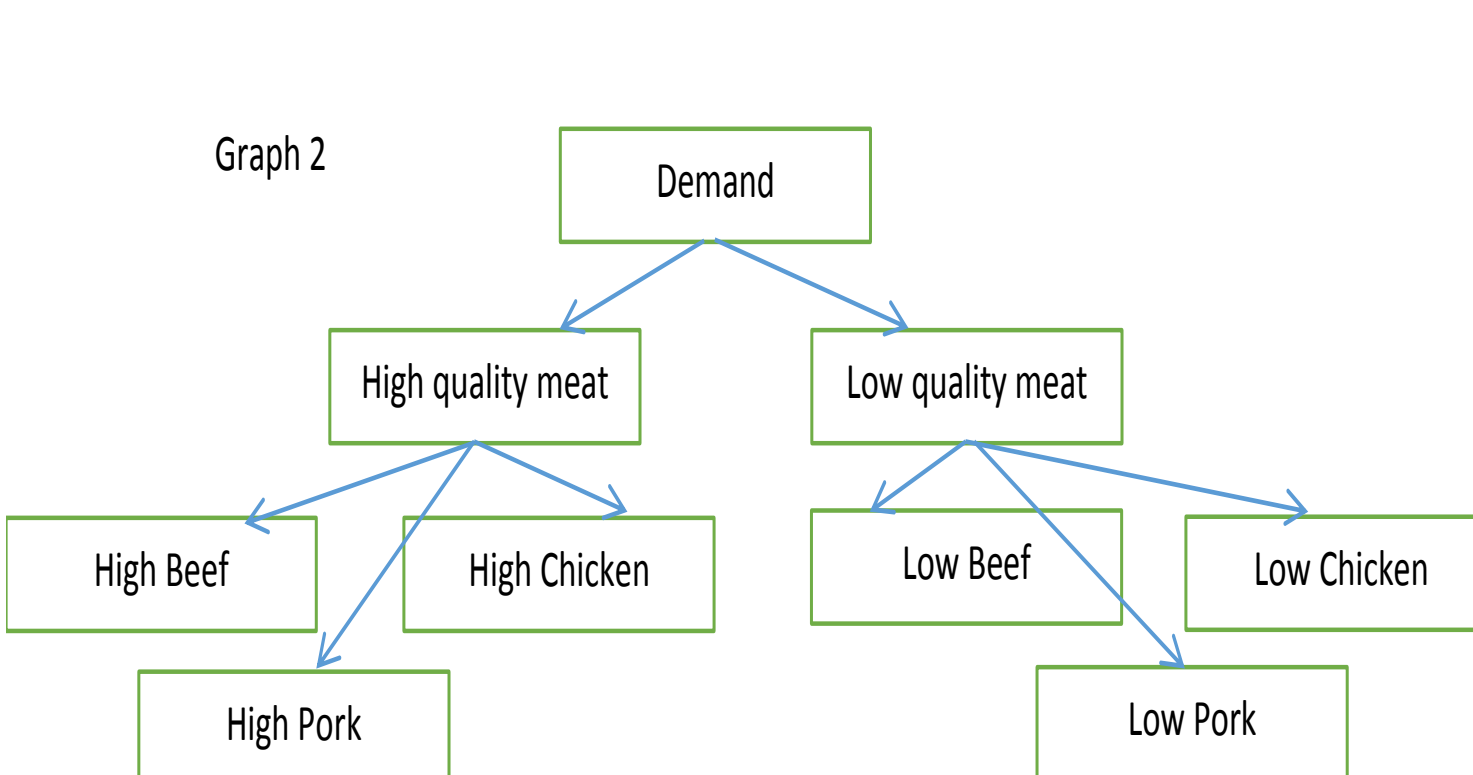 Graph 2
Demand
High quality meat
Low quality meat
High Beef
High Chicken
Low Beef
Low Chicken
High Pork
Low Pork